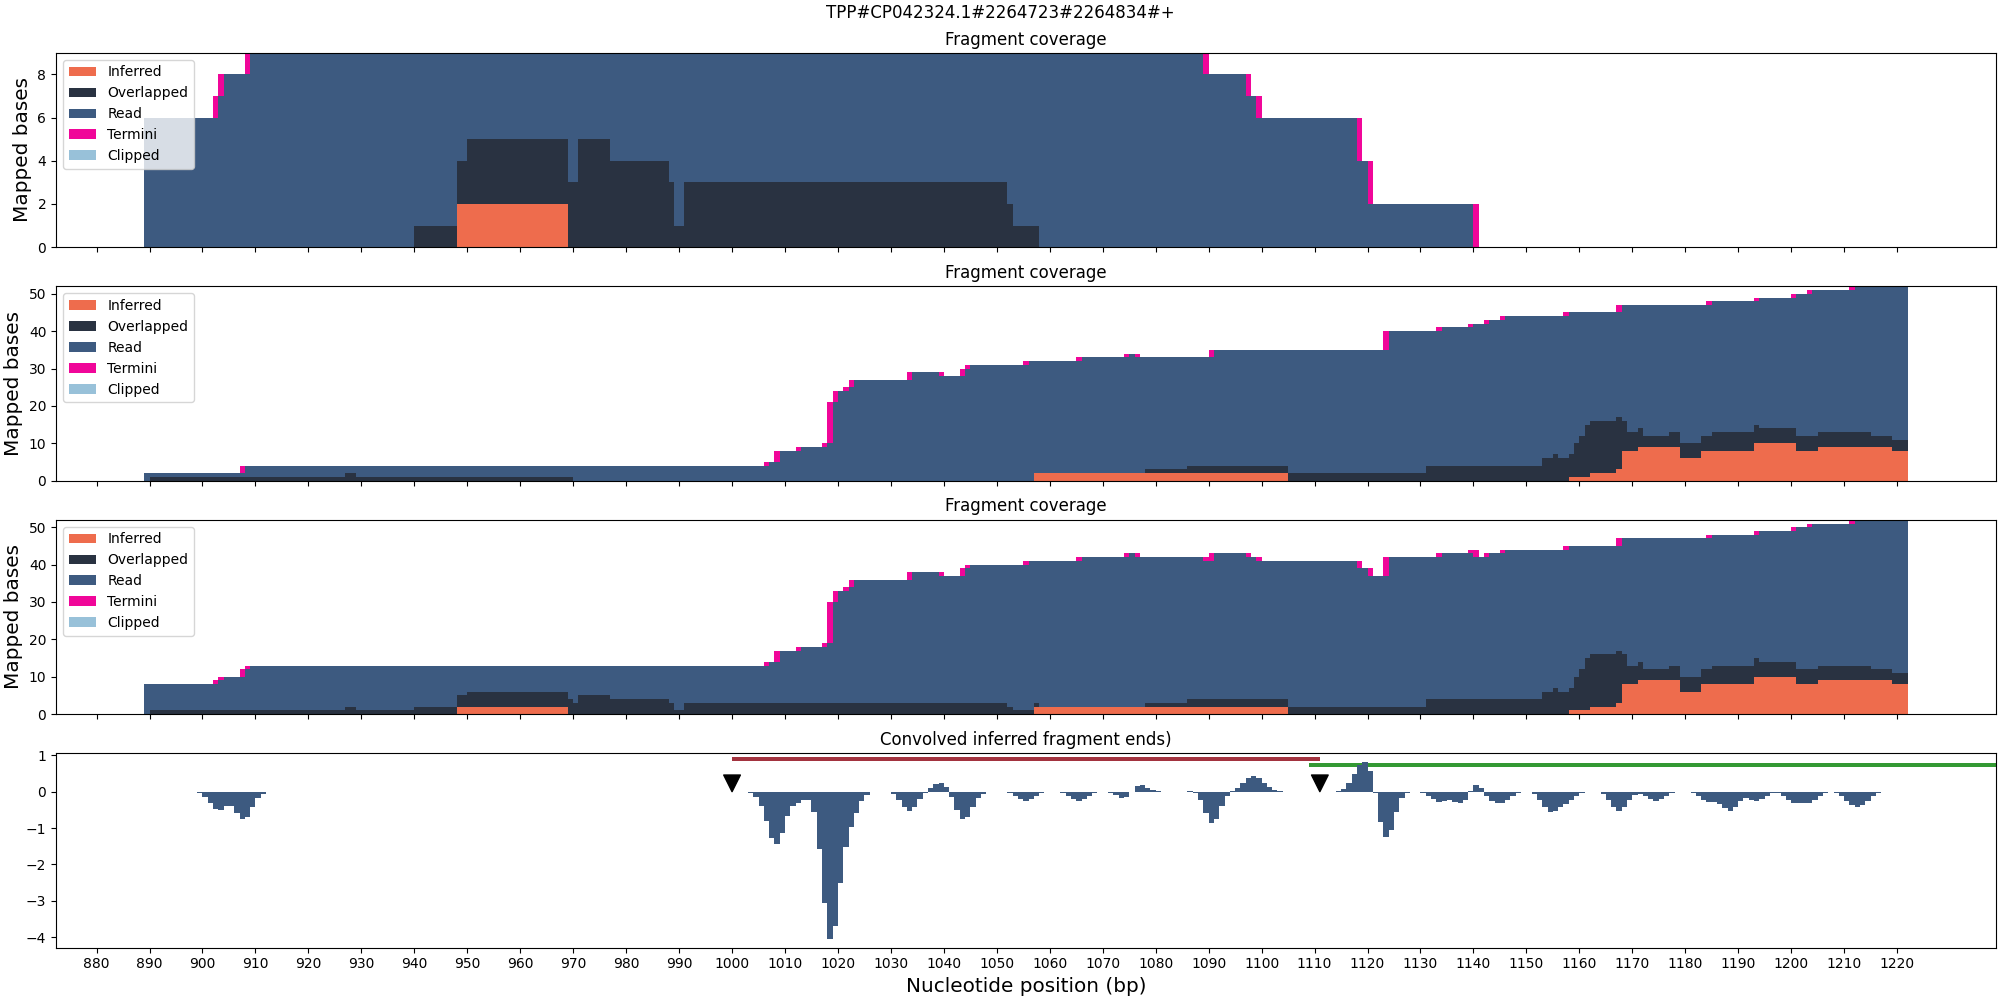 TPP#CP042324.1#2264723#2264834#+
Fragment coverage
Mapped bases
8
6
4
2
0
Inferred
Overlapped
Read
Termini
Clipped
Fragment coverage
Mapped bases
50
40
30
20
10
0
Inferred
Overlapped
Read
Termini
Clipped
Fragment coverage
Mapped bases
50
40
30
20
10
0
Inferred
Overlapped
Read
Termini
Clipped
Convolved inferred fragment ends)
1
0
−1
−2
−3
−4
880 890 900 910 920 930 940 950 960 970 980 990 1000 1010 1020 1030 1040 1050 1060 1070 1080 1090 1100 1110 1120 1130 1140 1150 1160 1170 1180 1190 1200 1210 1220
Nucleotide position (bp)